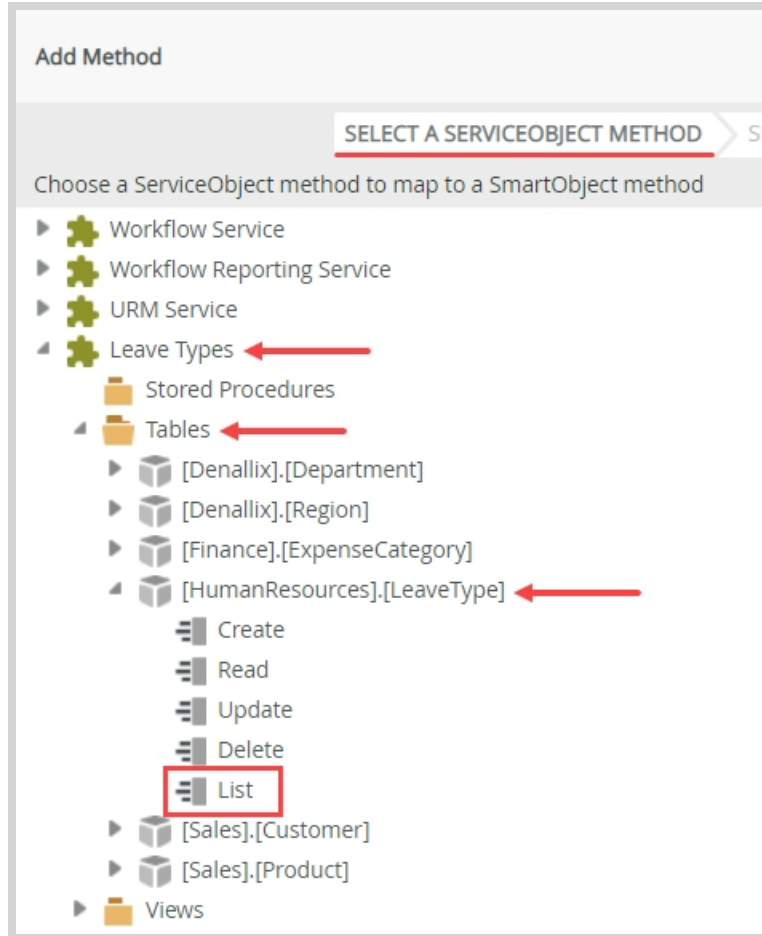 Add Method
SELECT A SERVICEOBJECT METHOD
Choose a ServiceObject method to map to a SmartObject method
Workflow Service
Workflow Reporting Service
URM Service
Leave Types
Stored Procedures
Tables
[Denallix].[Department]
[Denallix].[Region]
[Finance].[ExpenseCategory]
[HumanResources].[LeaveType]
Create
Read
Update
Delete
List
[Sales].[Customer]
[Sales].[Product]
Views